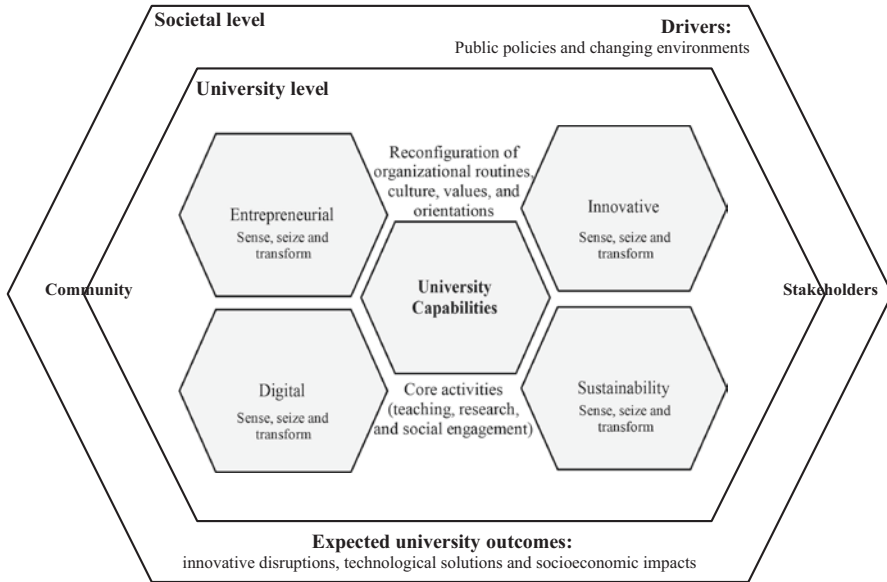 Societal level
Drivers:
Public policies and changing environments
University level
Reconfiguration of
organizational routines,
culture, values, and
orientations
Entrepreneurial
Sense, seize and
transform
Innovative
Sense, seize and
transform
Community
University
Capabilities
Stakeholders
Digital
Sense, seize and
transform
Core activities
(teaching, research,
and social engagement)
Sustainability
Sense, seize and
transform
Expected university outcomes:
innovative disruptions, technological solutions and socioeconomic impacts